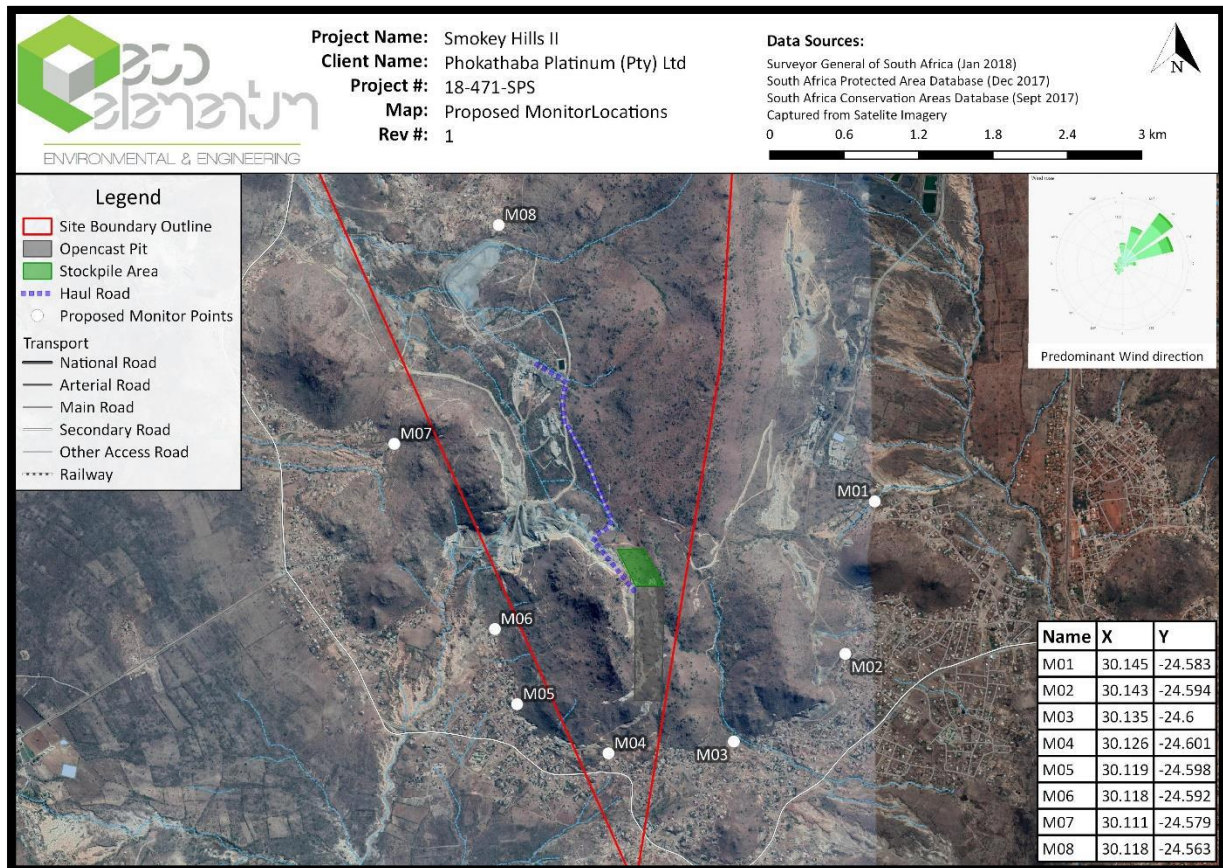 eco elementum
ENVIRONMENTAL & ENGINEERING
Project Name: Smokey Hills II
Client Name: Phokathaba Platinum (Pty) Ltd
Project #: 18-471-SPS
Map: Proposed MonitorLocations
Rev #: 1
Data Sources:
Surveyor General of South Africa (Jan 2018)
South Africa Protected Area Database (Dec 2017)
South Africa Conservation Areas Database (Sept 2017)
Captured from Satelite Imagery
0 0.6 1.2 1.8 2.4 3 km
N
Legend
Site Boundary Outline
Opencast Pit
Stockpile Area
Haul Road
Proposed Monitor Points
Transport
National Road
Arterial Road
Main Road
Secondary Road
Other Access Road
Railway
Wind rose
Predominant Wind direction
M08
M07
M01
M06
M02
M05
M04
M03
Name X Y
M01 30.145 -24.583
M02 30.143 -24.594
M03 30.135 -24.6
M04 30.126 -24.601
M05 30.119 -24.598
M06 30.118 -24.592
M07 30.111 -24.579
M08 30.118 -24.563